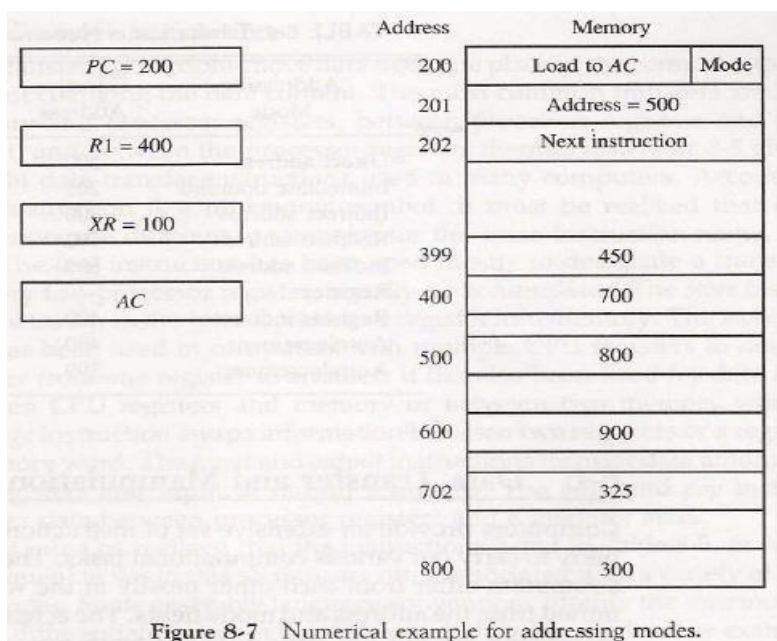 Address Memory
PC = 200
200 Load to AC Mode
201 Address = 500
R1 = 400
202 Next instruction
XR = 100
399 450
AC
400 700
500 800
600 900
702 325
800 300
Figure 8-7 Numerical example for addressing modes.